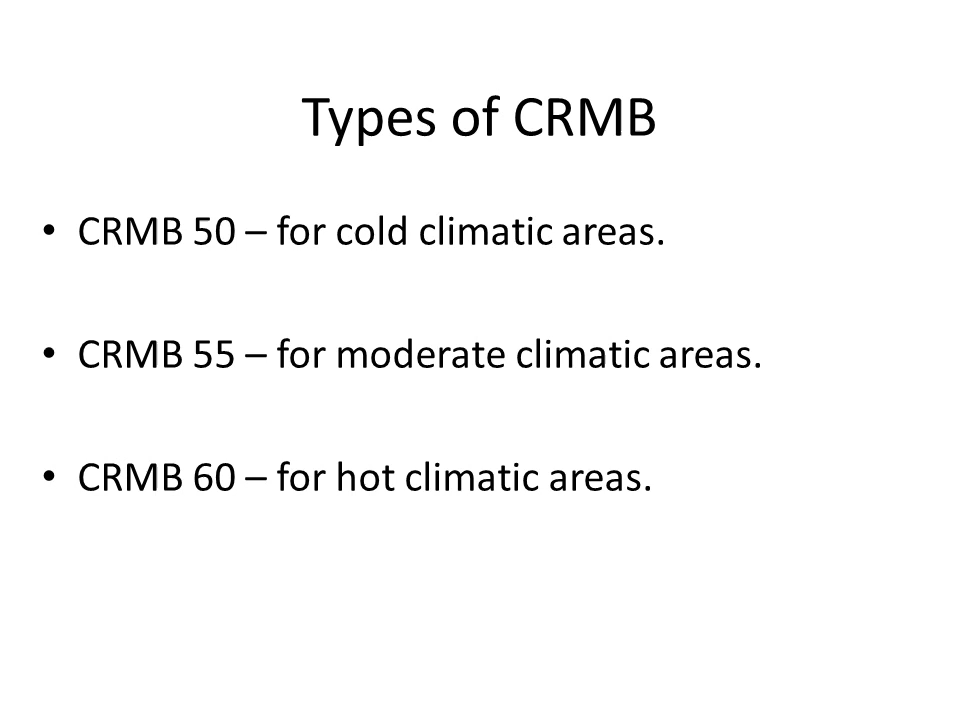 Types of CRMB
• CRMB 50 – for cold climatic areas.
• CRMB 55 – for moderate climatic areas.
• CRMB 60 – for hot climatic areas.